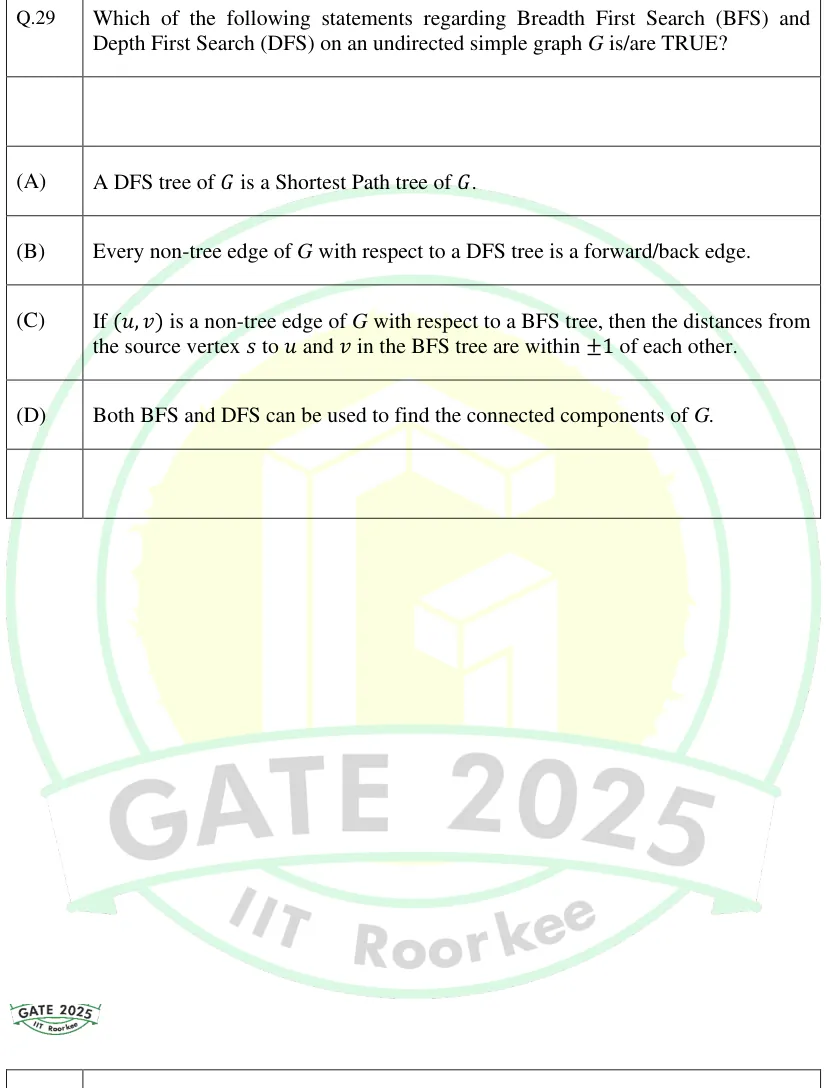 Q.29 Which of the following statements regarding Breadth First Search (BFS) and
Depth First Search (DFS) on an undirected simple graph G is/are TRUE?
(A) A DFS tree of G is a Shortest Path tree of G.
(B) Every non-tree edge of G with respect to a DFS tree is a forward/back edge.
(C) If (u, v) is a non-tree edge of G with respect to a BFS tree, then the distances from
the source vertex s to u and v in the BFS tree are within ±1 of each other.
(D) Both BFS and DFS can be used to find the connected components of G.
GATE 2025
IIT Roorkee
GATE 2025
IIT Roorkee